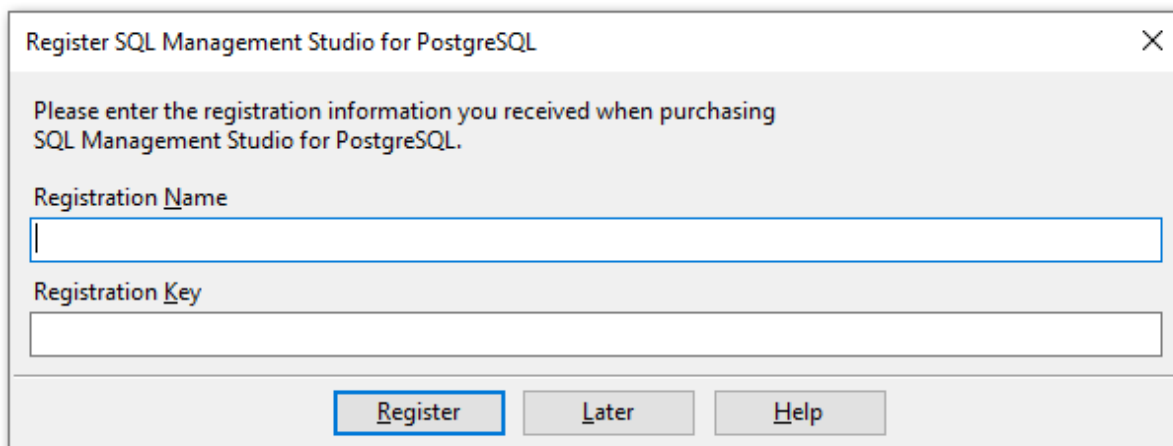 Register SQL Management Studio for PostgreSQL
Please enter the registration information you received when purchasing
SQL Management Studio for PostgreSQL.
Registration Name
Registration Key
Register Later Help